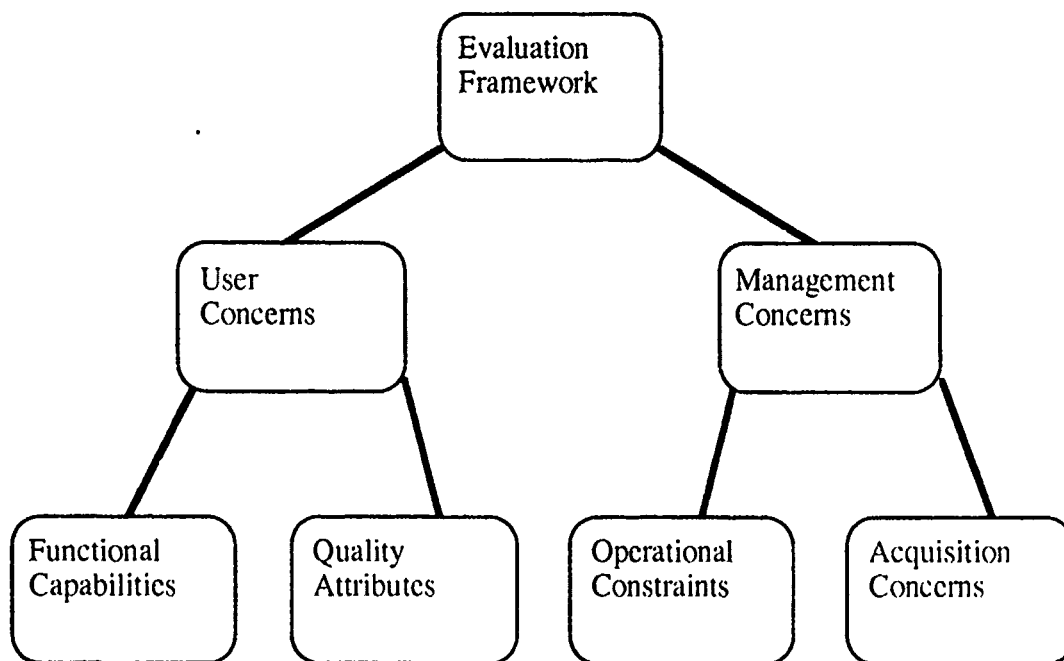 Evaluation
Framework
User
Concerns
Management
Concerns
Functional
Capabilities
Quality
Attributes
Operational
Constraints
Acquisition
Concerns